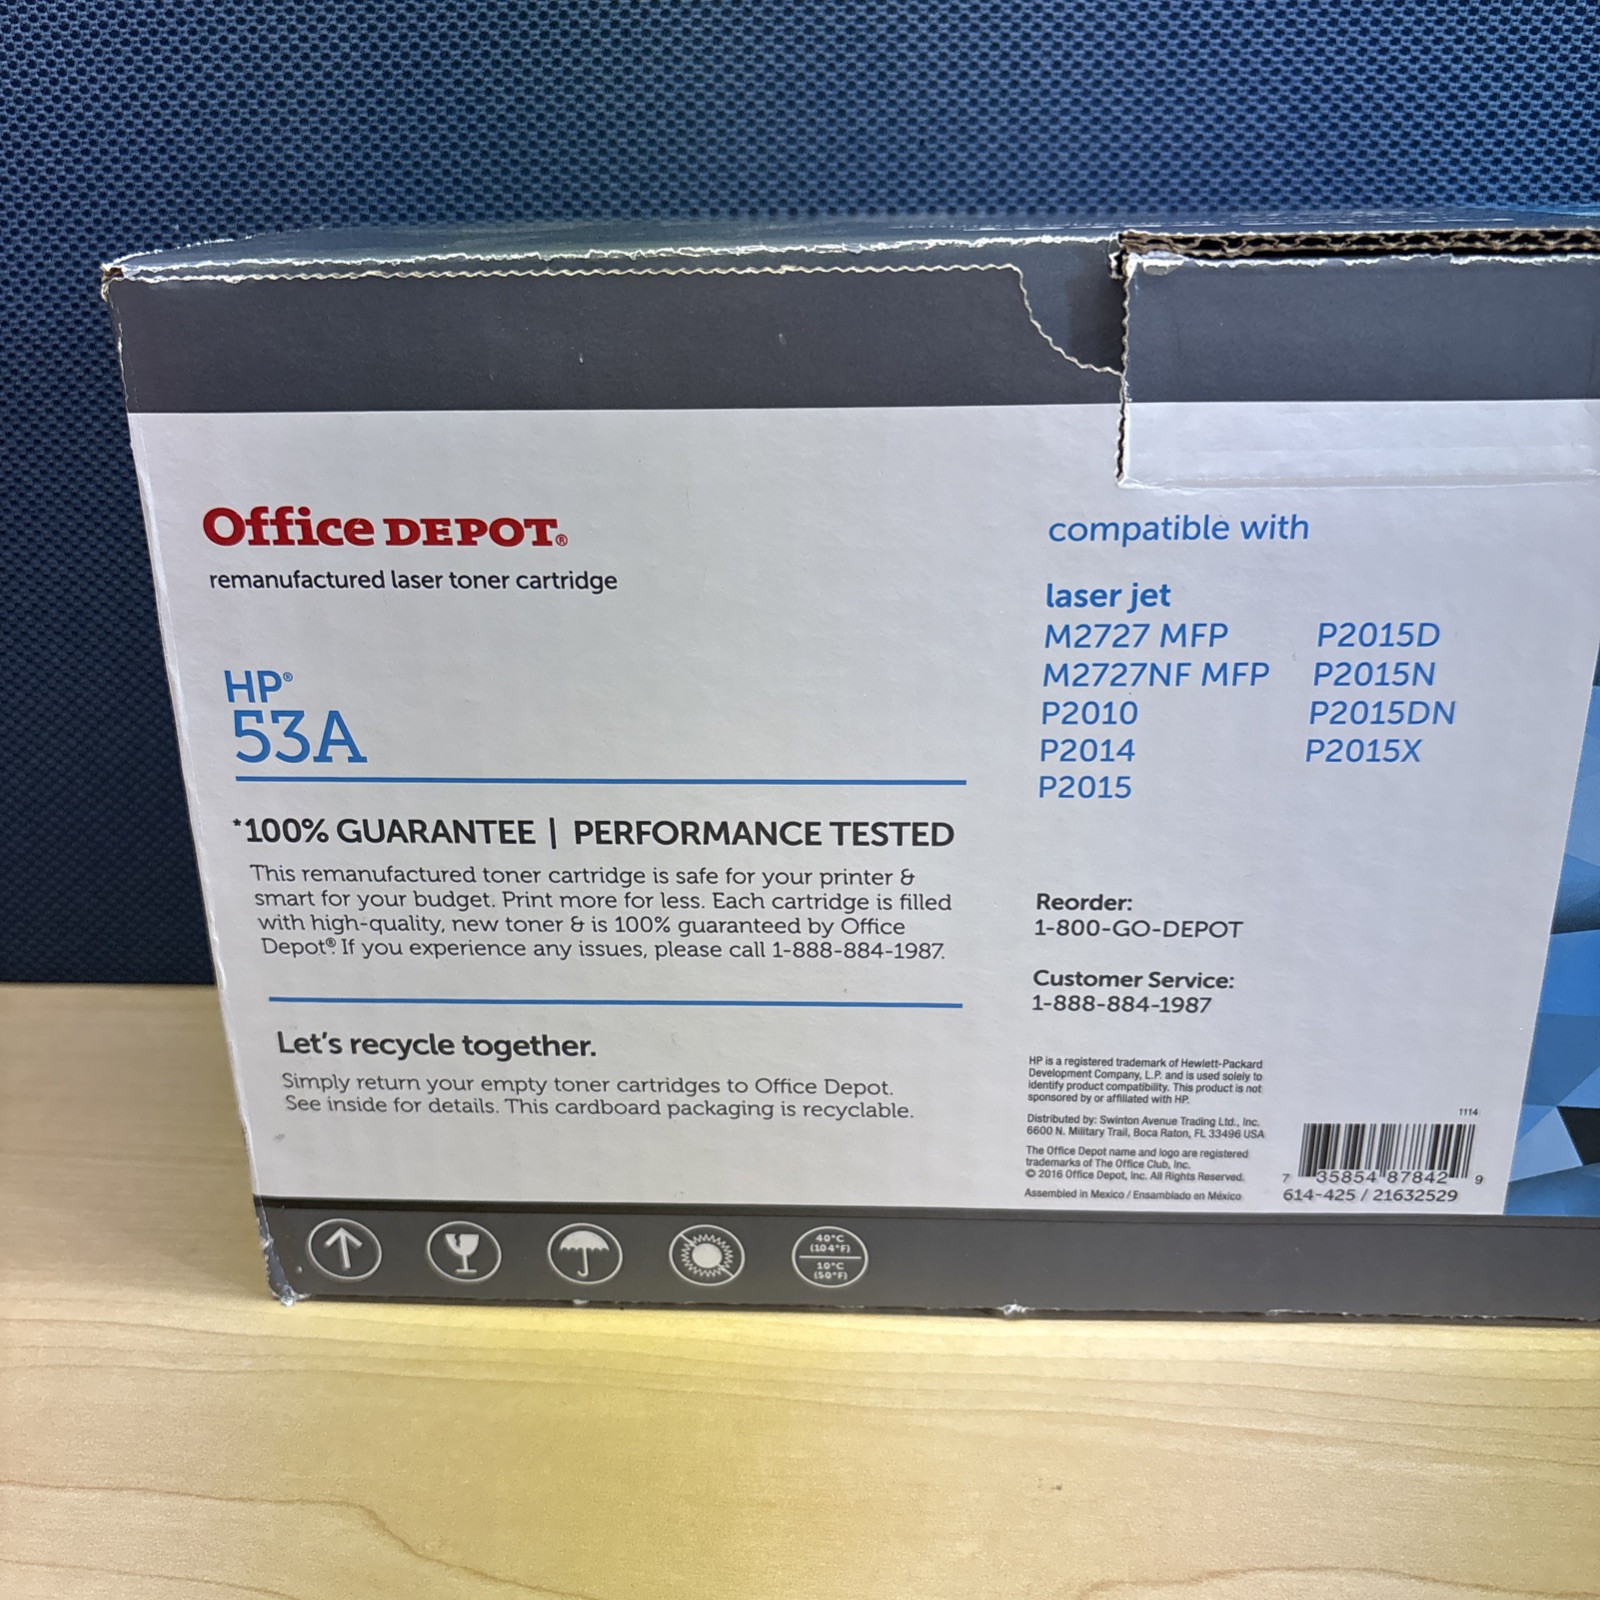 Office DEPOT®
remanufactured laser toner cartridge
HP®
53A
*100% GUARANTEE | PERFORMANCE TESTED
This remanufactured toner cartridge is safe for your printer &
smart for your budget. Print more for less. Each cartridge is filled
with high-quality, new toner & is 100% guaranteed by Office
Depot®. If you experience any issues, please call 1-888-884-1987.
Let's recycle together.
Simply return your empty toner cartridges to Office Depot.
See inside for details. This cardboard packaging is recyclable.
compatible with
laser jet
M2727 MFP P2015D
M2727NF MFP P2015N
P2010 P2015DN
P2014 P2015X
P2015
Reorder:
1-800-GO-DEPOT
Customer Service:
1-888-884-1987
HP is a registered trademark of Hewlett-Packard
Development Company, L.P. and is used solely to
identify product compatibility. This product is not
sponsored by or affiliated with HP.
Distributed by: Swinton Avenue Trading Ltd., Inc.
6600 N. Military Trail, Boca Raton, FL 33496 USA
The Office Depot name and logo are registered
trademarks of The Office Club, Inc.
© 2016 Office Depot, Inc. All Rights Reserved.
Assembled in Mexico / Ensamblado en México
1114
7 35854 87842 9
614-425 / 21632529
40°C
(104°F)
10°C
(50°F)